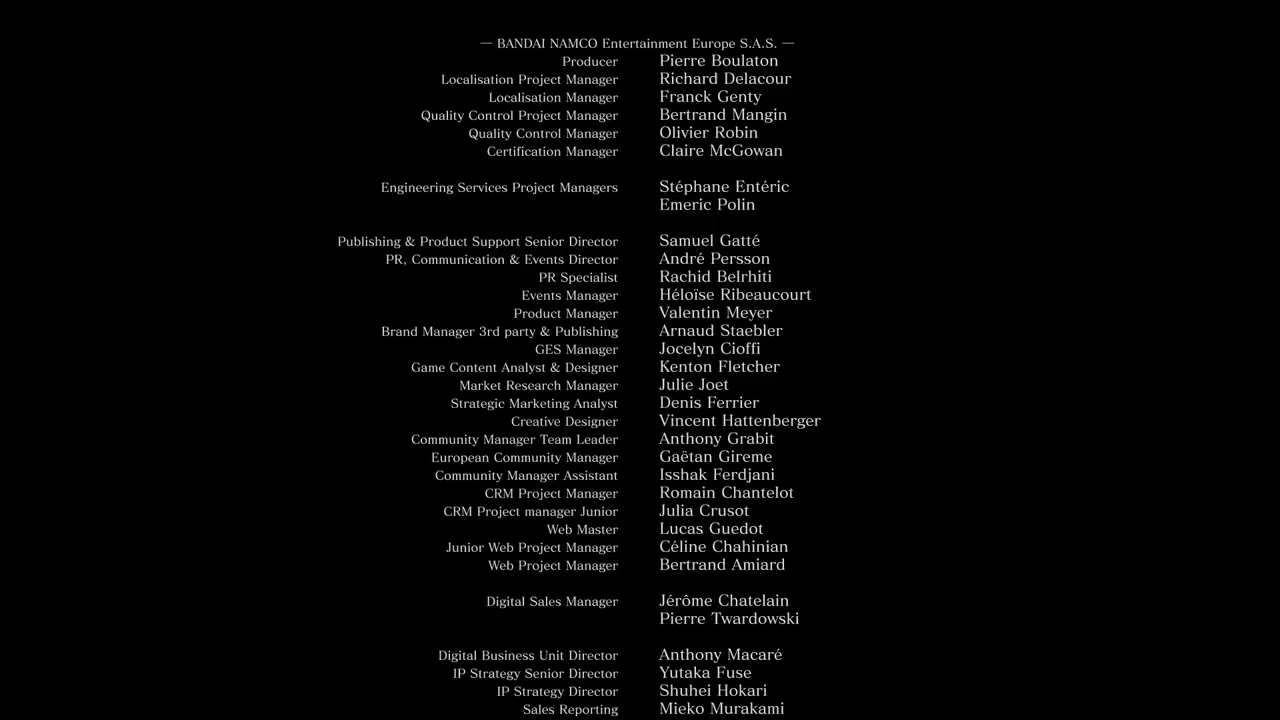 — BANDAI NAMCO Entertainment Europe S.A.S. —
Producer Pierre Boulaton
Localisation Project Manager Richard Delacour
Localisation Manager Franck Genty
Quality Control Project Manager Bertrand Mangin
Quality Control Manager Olivier Robin
Certification Manager Claire McGowan
Engineering Services Project Managers Stéphane Entéric
Emeric Polin
Publishing & Product Support Senior Director Samuel Gatté
PR, Communication & Events Director André Persson
PR Specialist Rachid Belrhiti
Events Manager Héloïse Ribeaucourt
Product Manager Valentin Meyer
Brand Manager 3rd party & Publishing Arnaud Staebler
GES Manager Jocelyn Cioffi
Game Content Analyst & Designer Kenton Fletcher
Market Research Manager Julie Joet
Strategic Marketing Analyst Denis Ferrier
Creative Designer Vincent Hattenberger
Community Manager Team Leader Anthony Grabit
European Community Manager Gaëtan Gireme
Community Manager Assistant Isshak Ferdjani
CRM Project Manager Romain Chantelot
CRM Project manager Junior Julia Crusot
Web Master Lucas Guedot
Junior Web Project Manager Céline Chahinian
Web Project Manager Bertrand Amiard
Digital Sales Manager Jérôme Chatelain
Pierre Twardowski
Digital Business Unit Director Anthony Macaré
IP Strategy Senior Director Yutaka Fuse
IP Strategy Director Shuhei Hokari
Sales Reporting Mieko Murakami